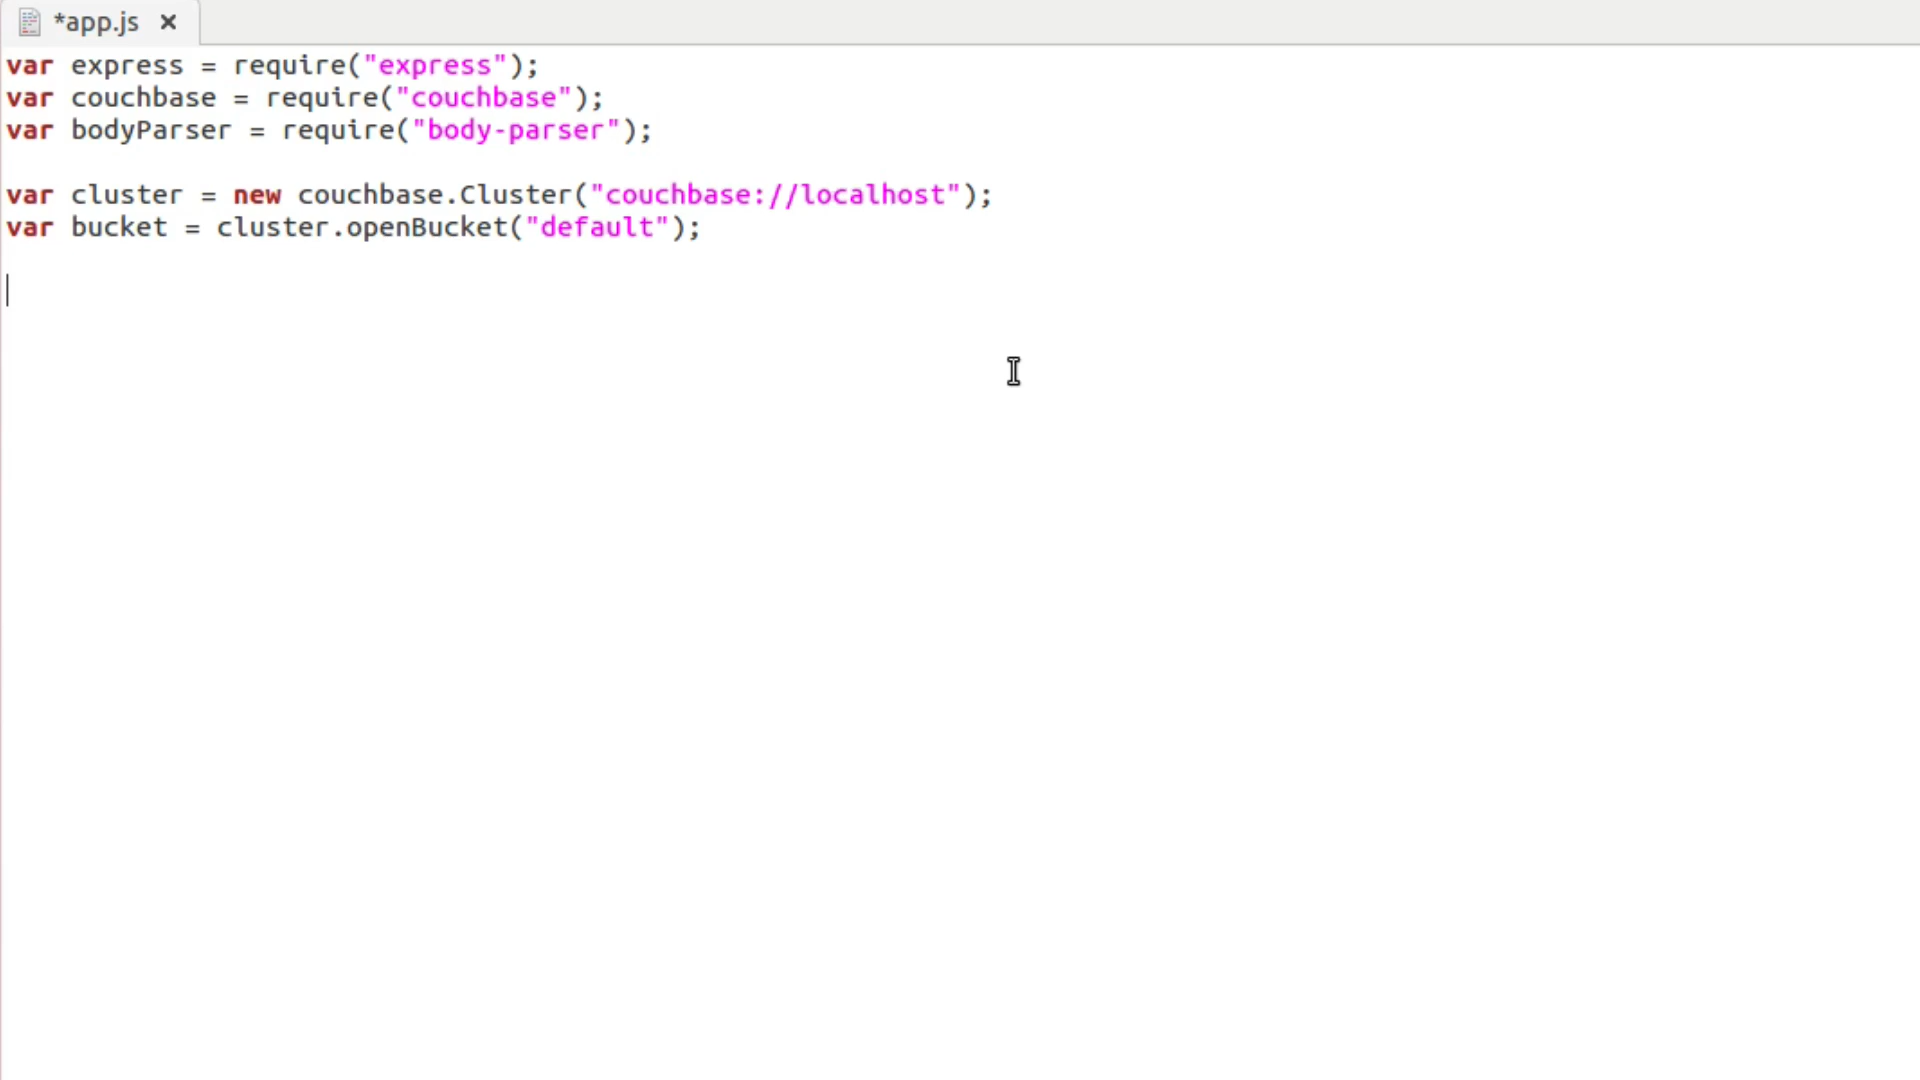 *app.js ×
var express = require("express");
var couchbase = require("couchbase");
var bodyParser = require("body-parser");
var cluster = new couchbase.Cluster("couchbase://localhost");
var bucket = cluster.openBucket("default");